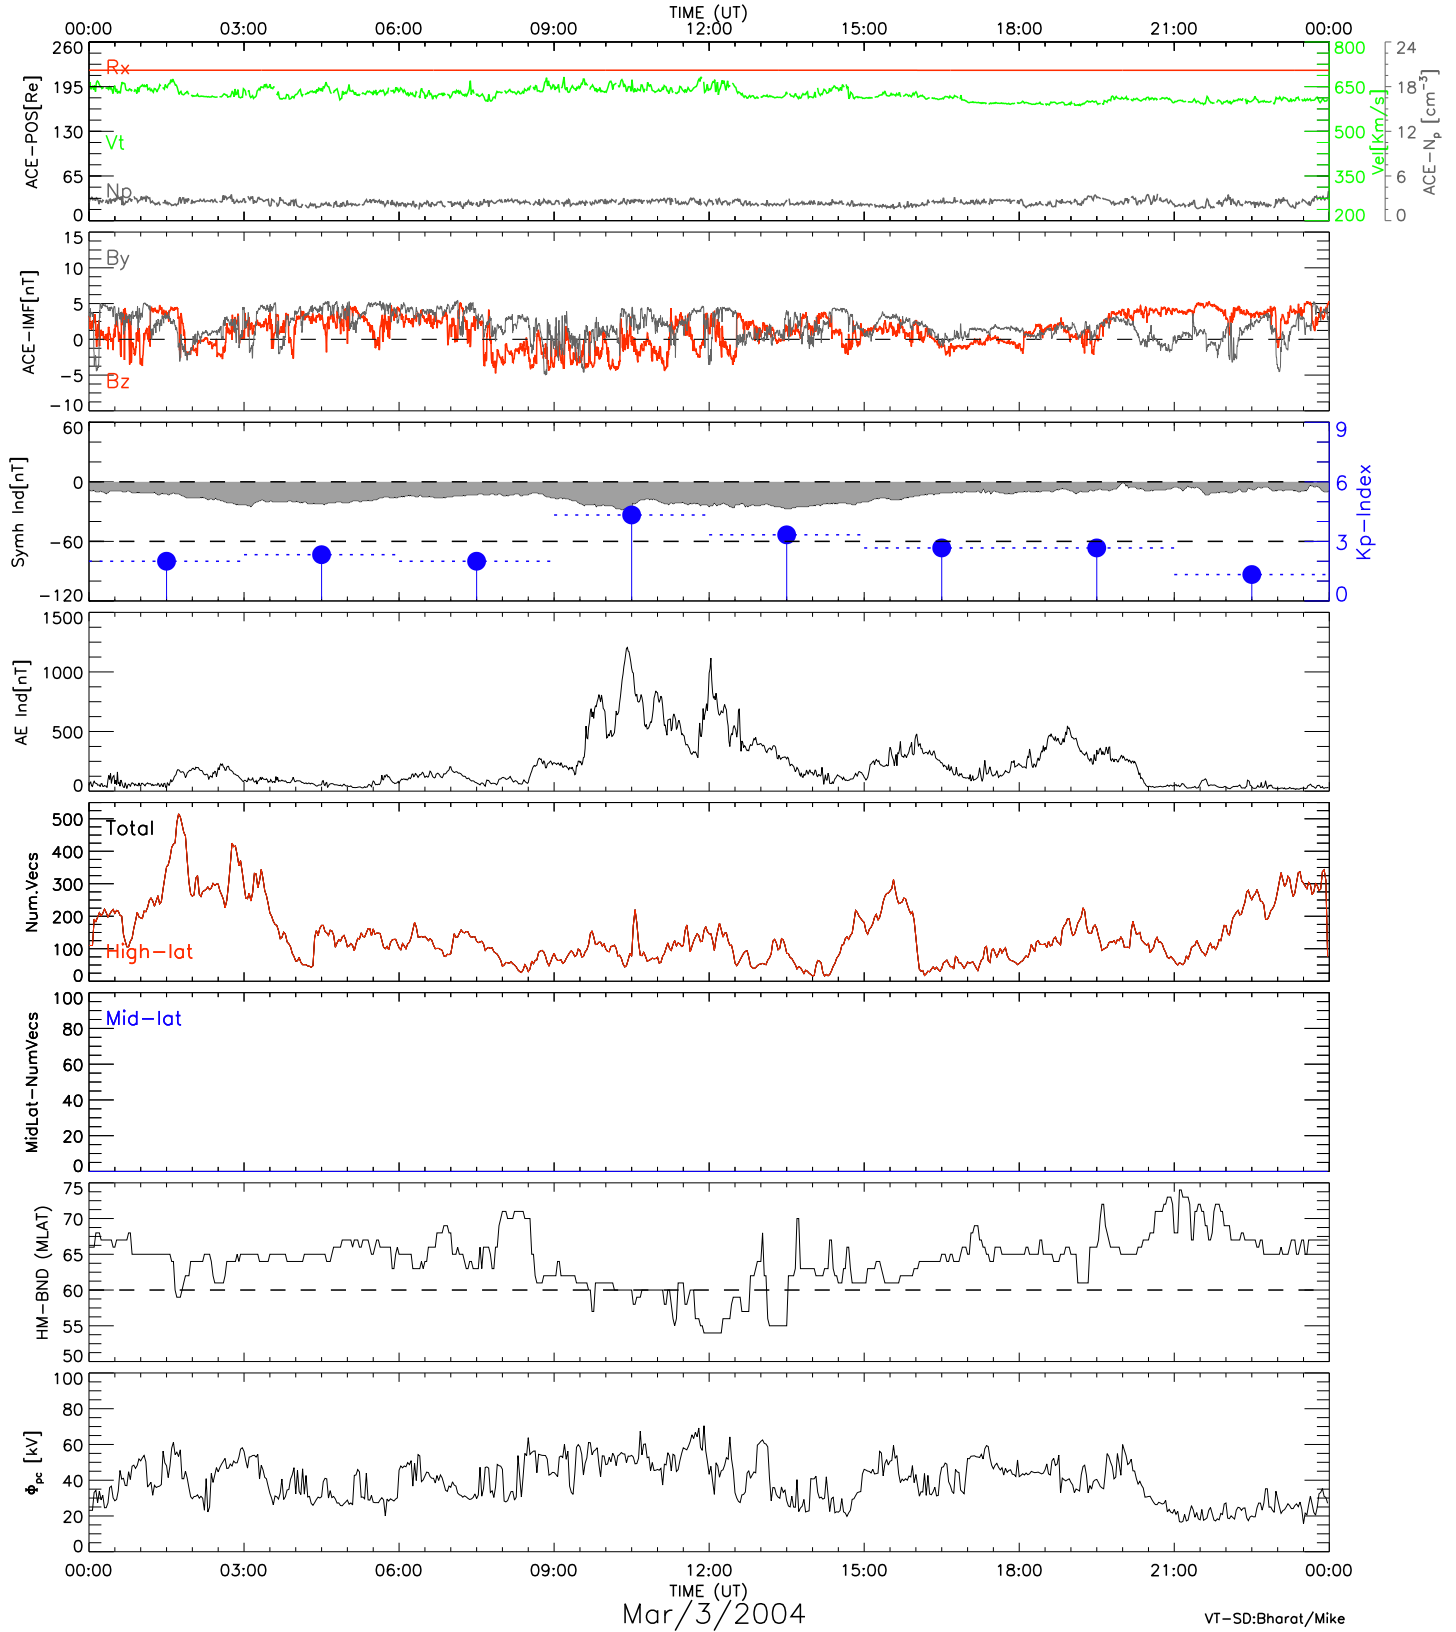 TIME (UT)
00:00 03:00 06:00 09:00 12:00 15:00 18:00 21:00 00:00
260 195 130 65 0
ACE-POS[Re]
Rx
Vt
Np
800 650 500 350 200
Vel[Km/s]
24 18 12 6 0
ACE-Np [cm-3]
15 10 5 0 -5 -10
ACE-IMF[nT]
By
Bz
60 0 -60 -120
Symh Ind[nT]
9 6 3 0
Kp-Index
1500 1000 500 0
AE Ind[nT]
500 400 300 200 100 0
Num.Vecs
Total
High-lat
100 80 60 40 20 0
MidLat-NumVecs
Mid-lat
75 70 65 60 55 50
HM-BND (MLAT)
100 80 60 40 20 0
Φpc [kV]
00:00 03:00 06:00 09:00 12:00 15:00 18:00 21:00 00:00
TIME (UT)
Mar/3/2004
VT-SD:Bharat/Mike